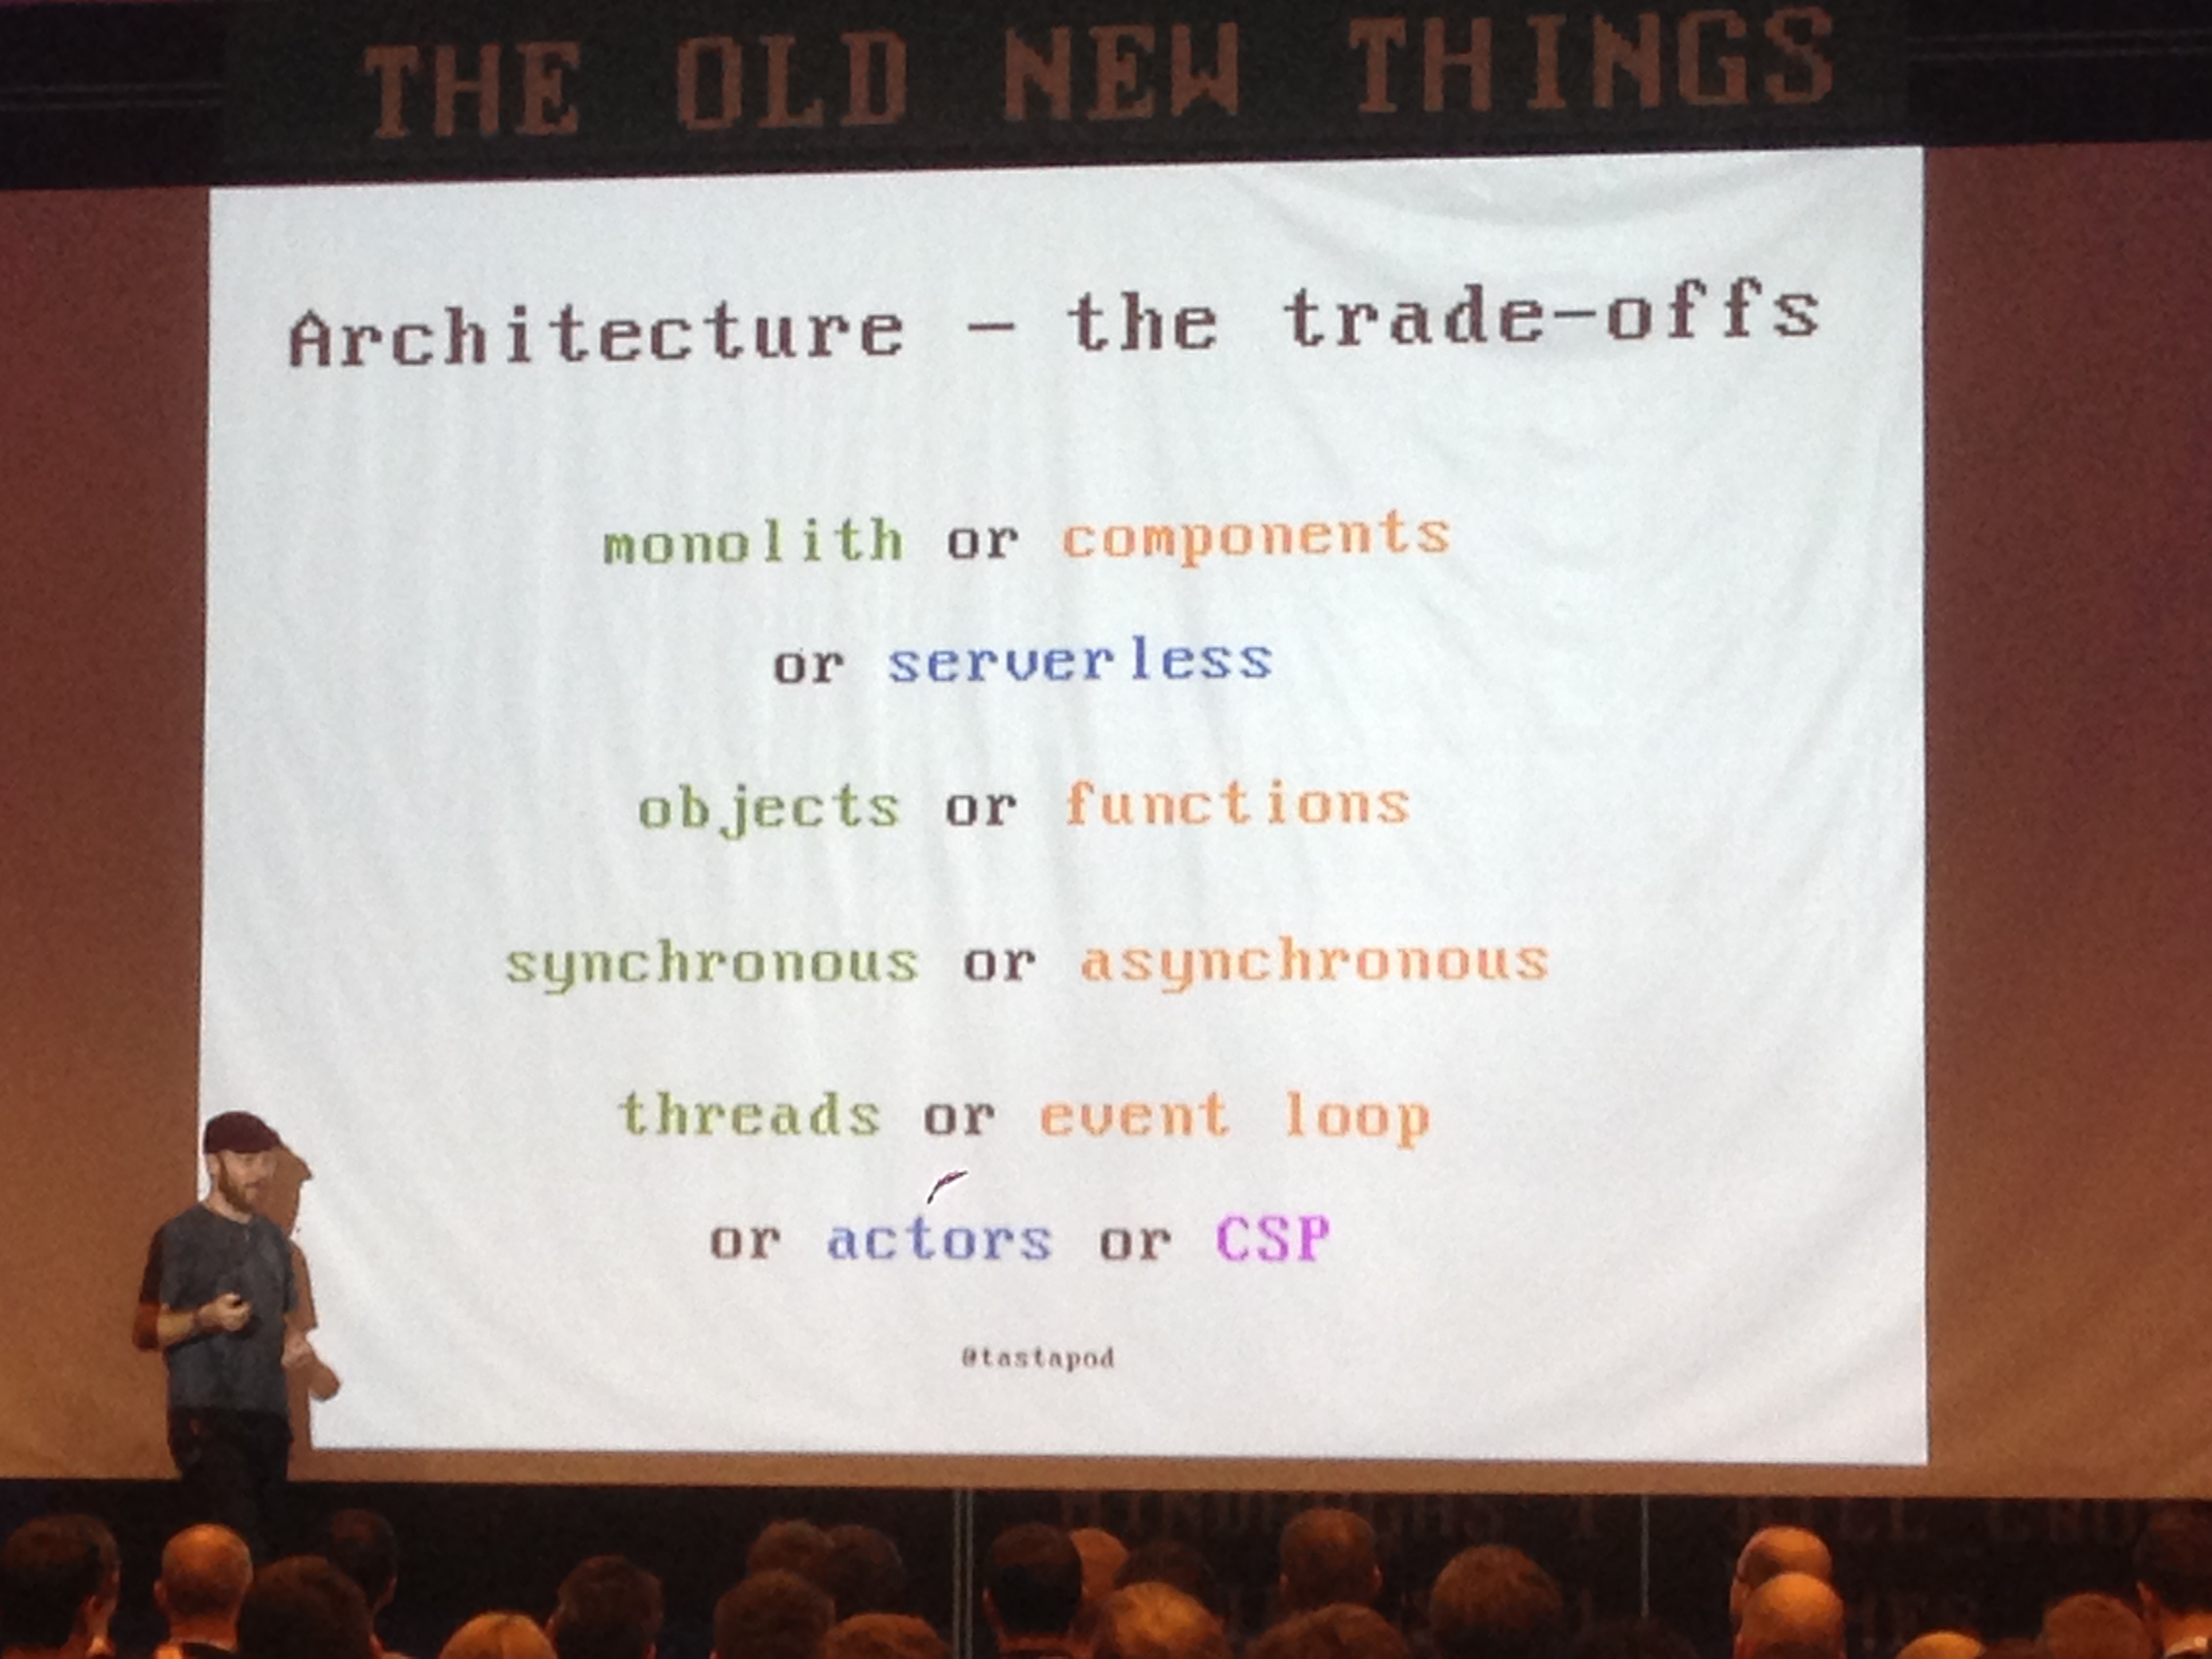 THE OLD NEW THINGS
Architecture – the trade-offs
monolith or components
or serverless
objects or functions
synchronous or asynchronous
threads or event loop
or actors or CSP
@tastapod